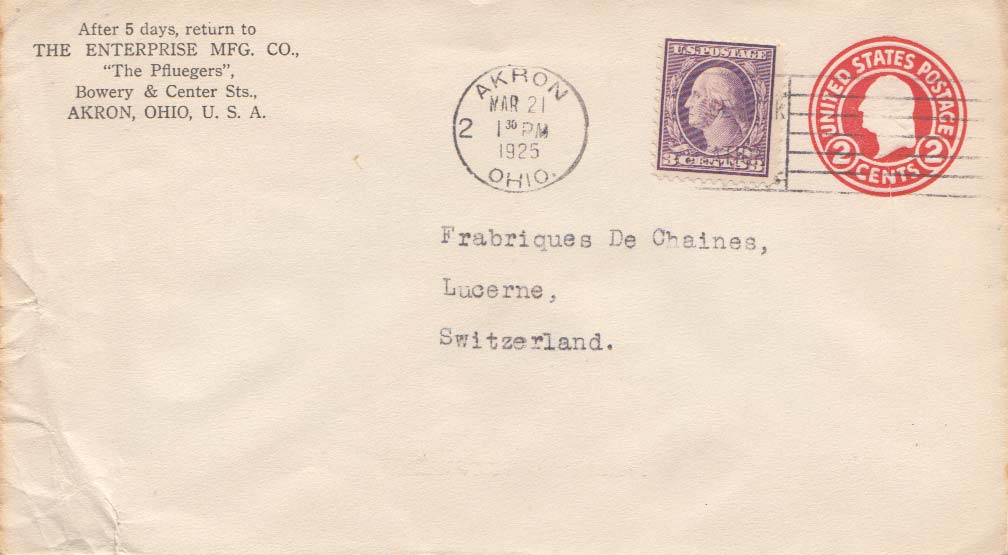 After 5 days, return to
THE ENTERPRISE MFG. CO.,
"The Pfluegers",
Bowery & Center Sts.,
AKRON, OHIO, U. S. A.
AKRON
MAR 21
2
1 30 PM
1925
OHIO.
U.S. POSTAGE
3 CENTS 3
UNITED STATES POSTAGE
2 CENTS 2
Frabriques De Chaines,
Lucerne,
Switzerland.